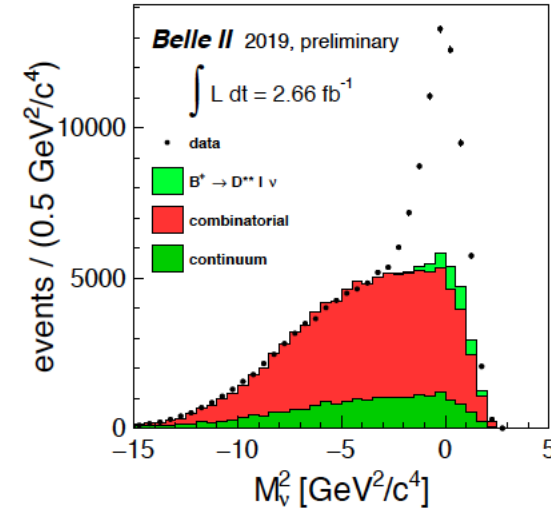 Belle II 2019, preliminary
∫ L dt = 2.66 fb⁻¹
data
B⁺ → D** l ν
combinatorial
continuum
events / (0.5 GeV²/c⁴)
10000
5000
0
−15 −10 −5 0 5
M²ᵥ [GeV²/c⁴]